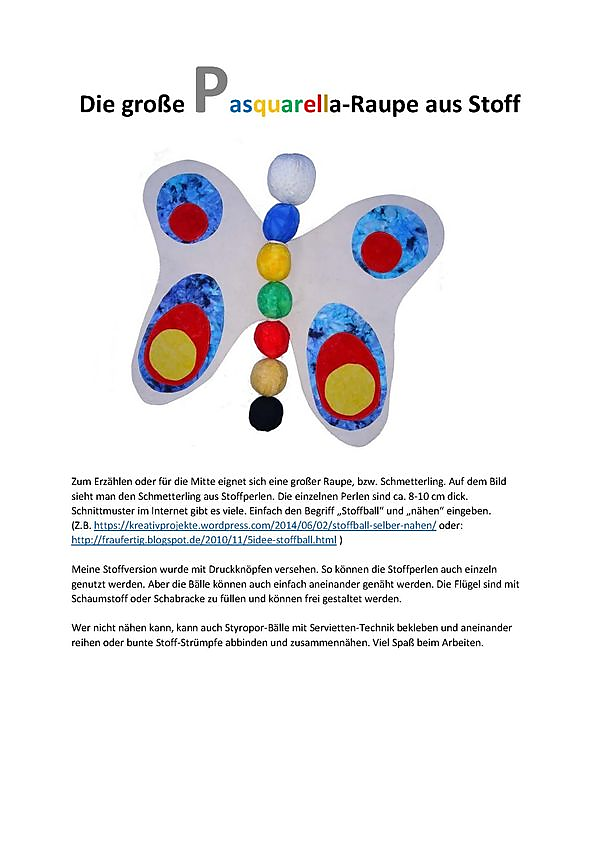 Die große Pasquarella-Raupe aus Stoff
Zum Erzählen oder für die Mitte eignet sich eine großer Raupe, bzw. Schmetterling. Auf dem Bild
sieht man den Schmetterling aus Stoffperlen. Die einzelnen Perlen sind ca. 8-10 cm dick.
Schnittmuster im Internet gibt es viele. Einfach den Begriff „Stoffball“ und „nähen“ eingeben.
(Z.B. https://kreativprojekte.wordpress.com/2014/06/02/stoffball-selber-nahen/ oder:
http://fraufertig.blogspot.de/2010/11/5idee-stoffball.html )
Meine Stoffversion wurde mit Druckknöpfen versehen. So können die Stoffperlen auch einzeln
genutzt werden. Aber die Bälle können auch einfach aneinander genäht werden. Die Flügel sind mit
Schaumstoff oder Schabracke zu füllen und können frei gestaltet werden.
Wer nicht nähen kann, kann auch Styropor-Bälle mit Servietten-Technik bekleben und aneinander
reihen oder bunte Stoff-Strümpfe abbinden und zusammennähen. Viel Spaß beim Arbeiten.